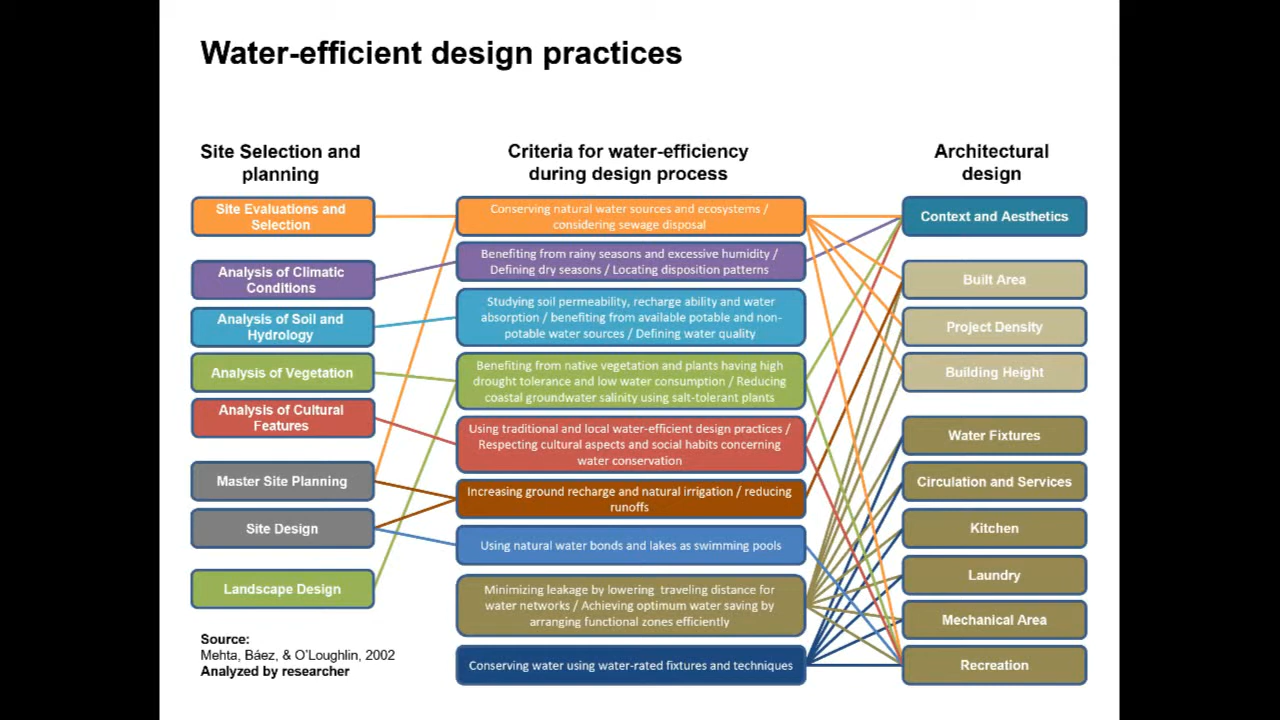 Water-efficient design practices
Site Selection and
planning
Site Evaluations and
Selection
Analysis of Climatic
Conditions
Analysis of Soil and
Hydrology
Analysis of Vegetation
Analysis of Cultural
Features
Master Site Planning
Site Design
Landscape Design
Source:
Mehta, Báez, & O'Loughlin, 2002
Analyzed by researcher
Criteria for water-efficiency
during design process
Conserving natural water sources and ecosystems /
considering sewage disposal
Benefiting from rainy seasons and excessive humidity /
Defining dry seasons / Locating disposition patterns
Studying soil permeability, recharge ability and water
absorption / benefiting from available potable and non-
potable water sources / Defining water quality
Benefiting from native vegetation and plants having high
drought tolerance and low water consumption / Reducing
coastal groundwater salinity using salt-tolerant plants
Using traditional and local water-efficient design practices /
Respecting cultural aspects and social habits concerning
water conservation
Increasing ground recharge and natural irrigation / reducing
runoffs
Using natural water bonds and lakes as swimming pools
Minimizing leakage by lowering traveling distance for
water networks / Achieving optimum water saving by
arranging functional zones efficiently
Conserving water using water-rated fixtures and techniques
Architectural
design
Context and Aesthetics
Built Area
Project Density
Building Height
Water Fixtures
Circulation and Services
Kitchen
Laundry
Mechanical Area
Recreation